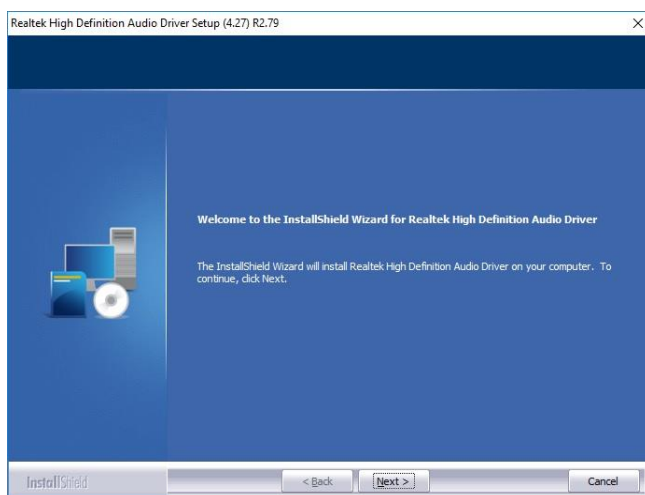 Realtek High Definition Audio Driver Setup (4.27) R2.79
Welcome to the InstallShield Wizard for Realtek High Definition Audio Driver
The InstallShield Wizard will install Realtek High Definition Audio Driver on your computer. To
continue, click Next.
InstallShield
< Back
Next >
Cancel